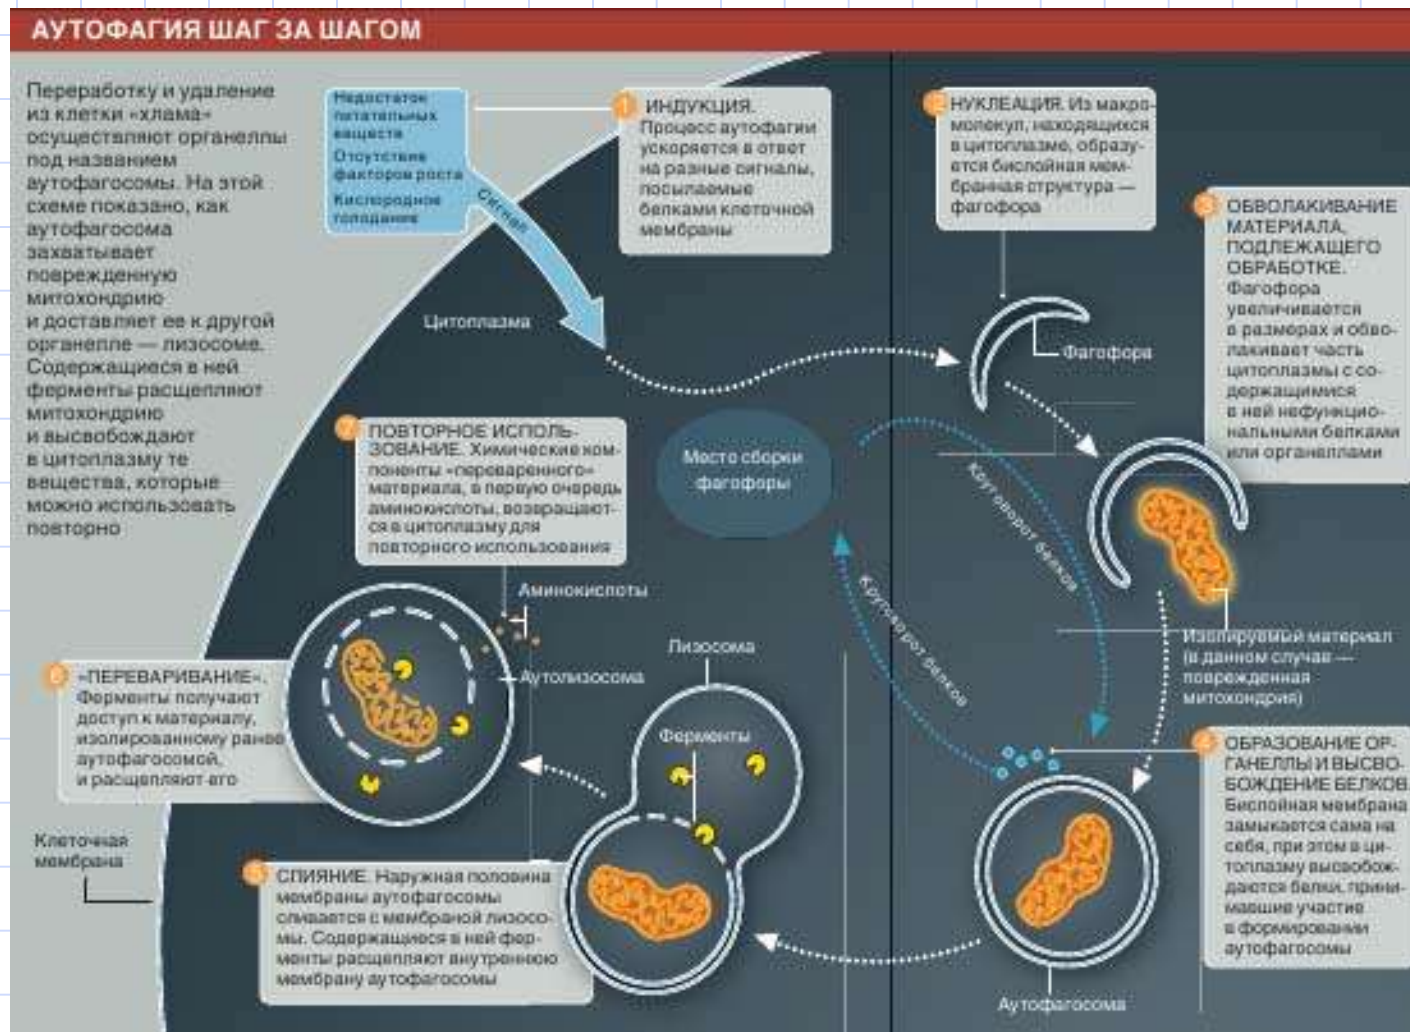 АУТОФАГИЯ ШАГ ЗА ШАГОМ
Переработку и удаление
из клетки «хлама»
осуществляют органеллы
под названием
аутофагосомы. На этой
схеме показано, как
аутофагосома
захватывает
поврежденную
митохондрию
и доставляет ее к другой
органелле — лизосоме.
Содержащиеся в ней
ферменты расщепляют
митохондрию
и высвобождают
в цитоплазму те
вещества, которые
можно использовать
повторно
Недостаток
питательных
веществ
Отсутствие
факторов роста
Кислородное
голодание
Сигнал
1 ИНДУКЦИЯ.
Процесс аутофагии
ускоряется в ответ
на разные сигналы,
посылаемые
белками клеточной
мембраны
2 НУКЛЕАЦИЯ. Из макро-
молекул, находящихся
в цитоплазме, образу-
ется бислойная мем-
бранная структура —
фагофора
3 ОБВОЛАКИВАНИЕ
МАТЕРИАЛА,
ПОДЛЕЖАЩЕГО
ОБРАБОТКЕ.
Фагофора
увеличивается
в размерах и обво-
лакивает часть
цитоплазмы с со-
держащимися
в ней нефункцио-
нальными белками
или органеллами
Цитоплазма
Фагофора
Место сборки
фагофоры
Круговорот белков
Круговорот белков
Изолируемый материал
(в данном случае —
поврежденная
митохондрия)
4 ОБРАЗОВАНИЕ ОР-
ГАНЕЛЛЫ И ВЫСВО-
БОЖДЕНИЕ БЕЛКОВ.
Бислойная мембрана
замыкается сама на
себя, при этом в ци-
топлазму высвобож-
даются белки, прини-
мавшие участие
в формировании
аутофагосомы
Аутофагосома
5 СЛИЯНИЕ. Наружная половина
мембраны аутофагосомы
сливается с мембраной лизосо-
мы. Содержащиеся в ней фер-
менты расщепляют внутреннюю
мембрану аутофагосомы
Лизосома
Ферменты
6 «ПЕРЕВАРИВАНИЕ».
Ферменты получают
доступ к материалу,
изолированному ранее
аутофагосомой,
и расщепляют его
Аутолизосома
Аминокислоты
7 ПОВТОРНОЕ ИСПОЛЬ-
ЗОВАНИЕ. Химические ком-
поненты «переваренного»
материала, в первую очередь
аминокислоты, возвращают-
ся в цитоплазму для
повторного использования
Клеточная
мембрана